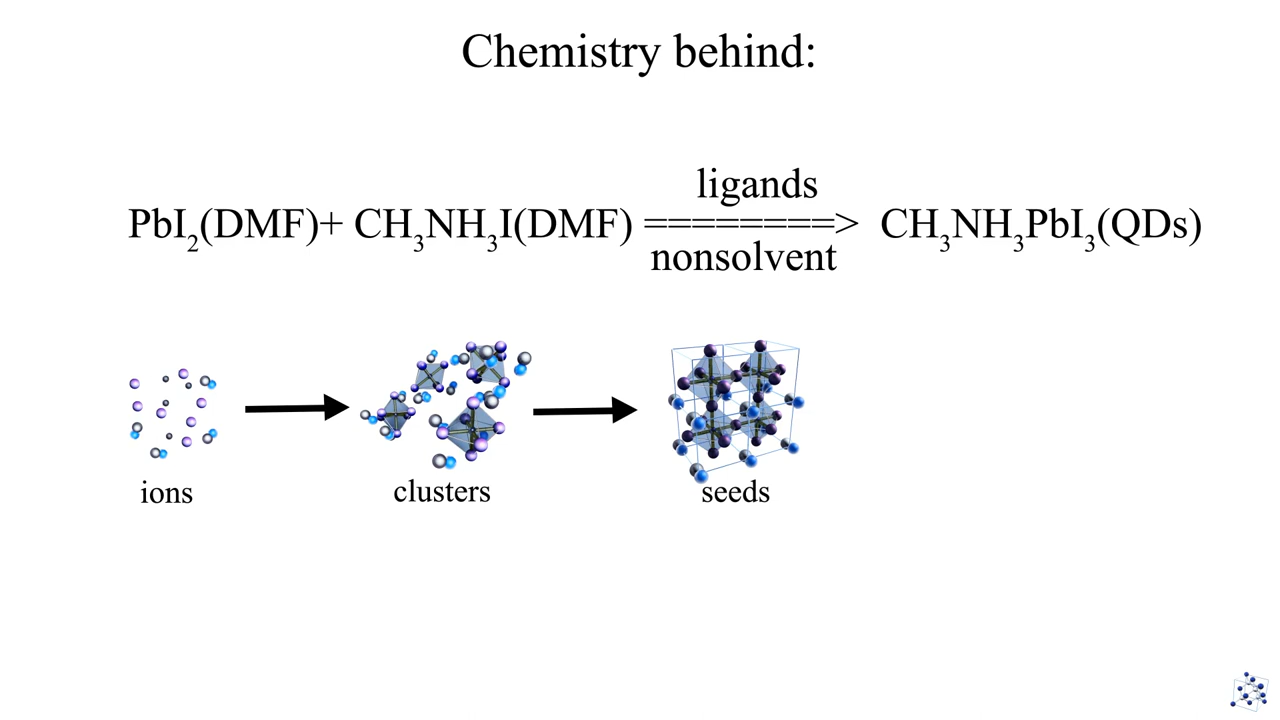 Chemistry behind:
ligands
PbI₂(DMF)+ CH₃NH₃I(DMF) ========> CH₃NH₃PbI₃(QDs)
nonsolvent
ions
clusters
seeds